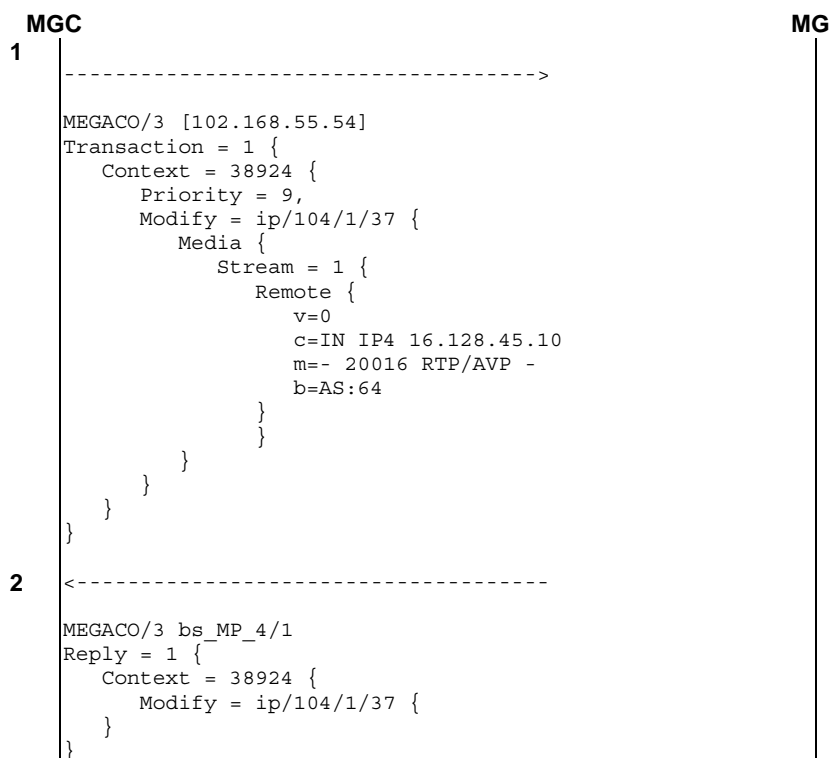 MGC MG
1
------------------------------------->
MEGACO/3 [102.168.55.54]
Transaction = 1 {
   Context = 38924 {
      Priority = 9,
      Modify = ip/104/1/37 {
         Media {
            Stream = 1 {
               Remote {
                  v=0
                  c=IN IP4 16.128.45.10
                  m=- 20016 RTP/AVP -
                  b=AS:64
               }
               }
         }
      }
   }
}
2 <-------------------------------------
MEGACO/3 bs_MP_4/1
Reply = 1 {
   Context = 38924 {
      Modify = ip/104/1/37 {
   }
}